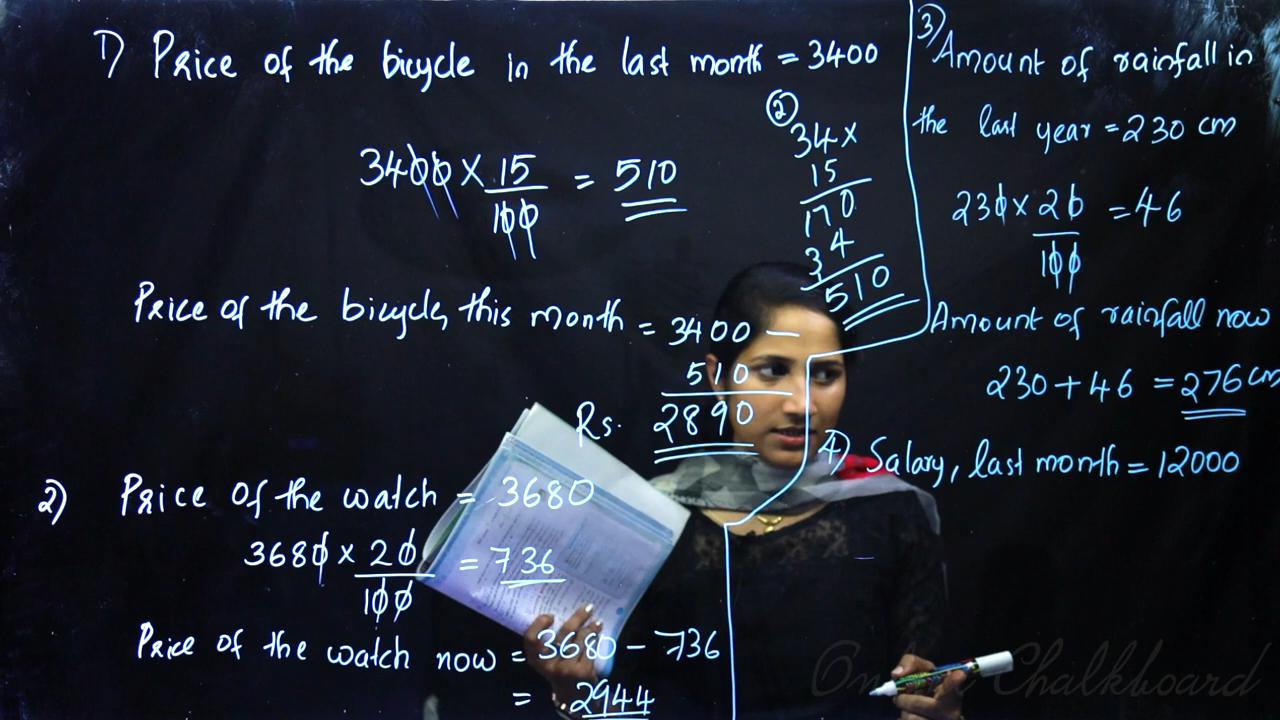 1) Price of the bicycle in the last month = 3400
3400 × 15/100 = 510
②
34 ×
15
170
34
510
Price of the bicycle, this month = 3400 –
510
Rs. 2890
2) Price of the watch = 3680
3680 × 20/100 = 736
Price of the watch now = 3680 – 736
= 2944
3) Amount of rainfall in
the last year = 230 cm
230 × 20/100 = 46
Amount of rainfall now
230 + 46 = 276 cm
4) Salary, last month = 12000
Chalkboard